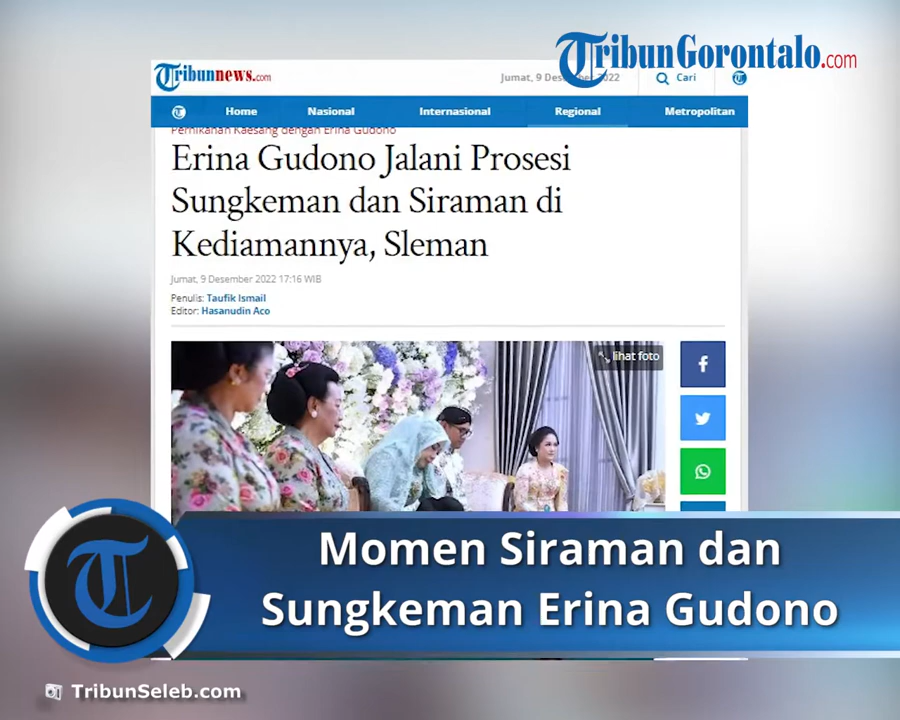 TribunGorontalo.com
Tribunnews.com
Jumat, 9 Desember 2022
Cari
Home
Nasional
Internasional
Regional
Metropolitan
Pernikahan Kaesang dengan Erina Gudono
Erina Gudono Jalani Prosesi
Sungkeman dan Siraman di
Kediamannya, Sleman
Jumat, 9 Desember 2022 17:16 WIB
Penulis: Taufik Ismail
Editor: Hasanudin Aco
lihat foto
Momen Siraman dan
Sungkeman Erina Gudono
TribunSeleb.com